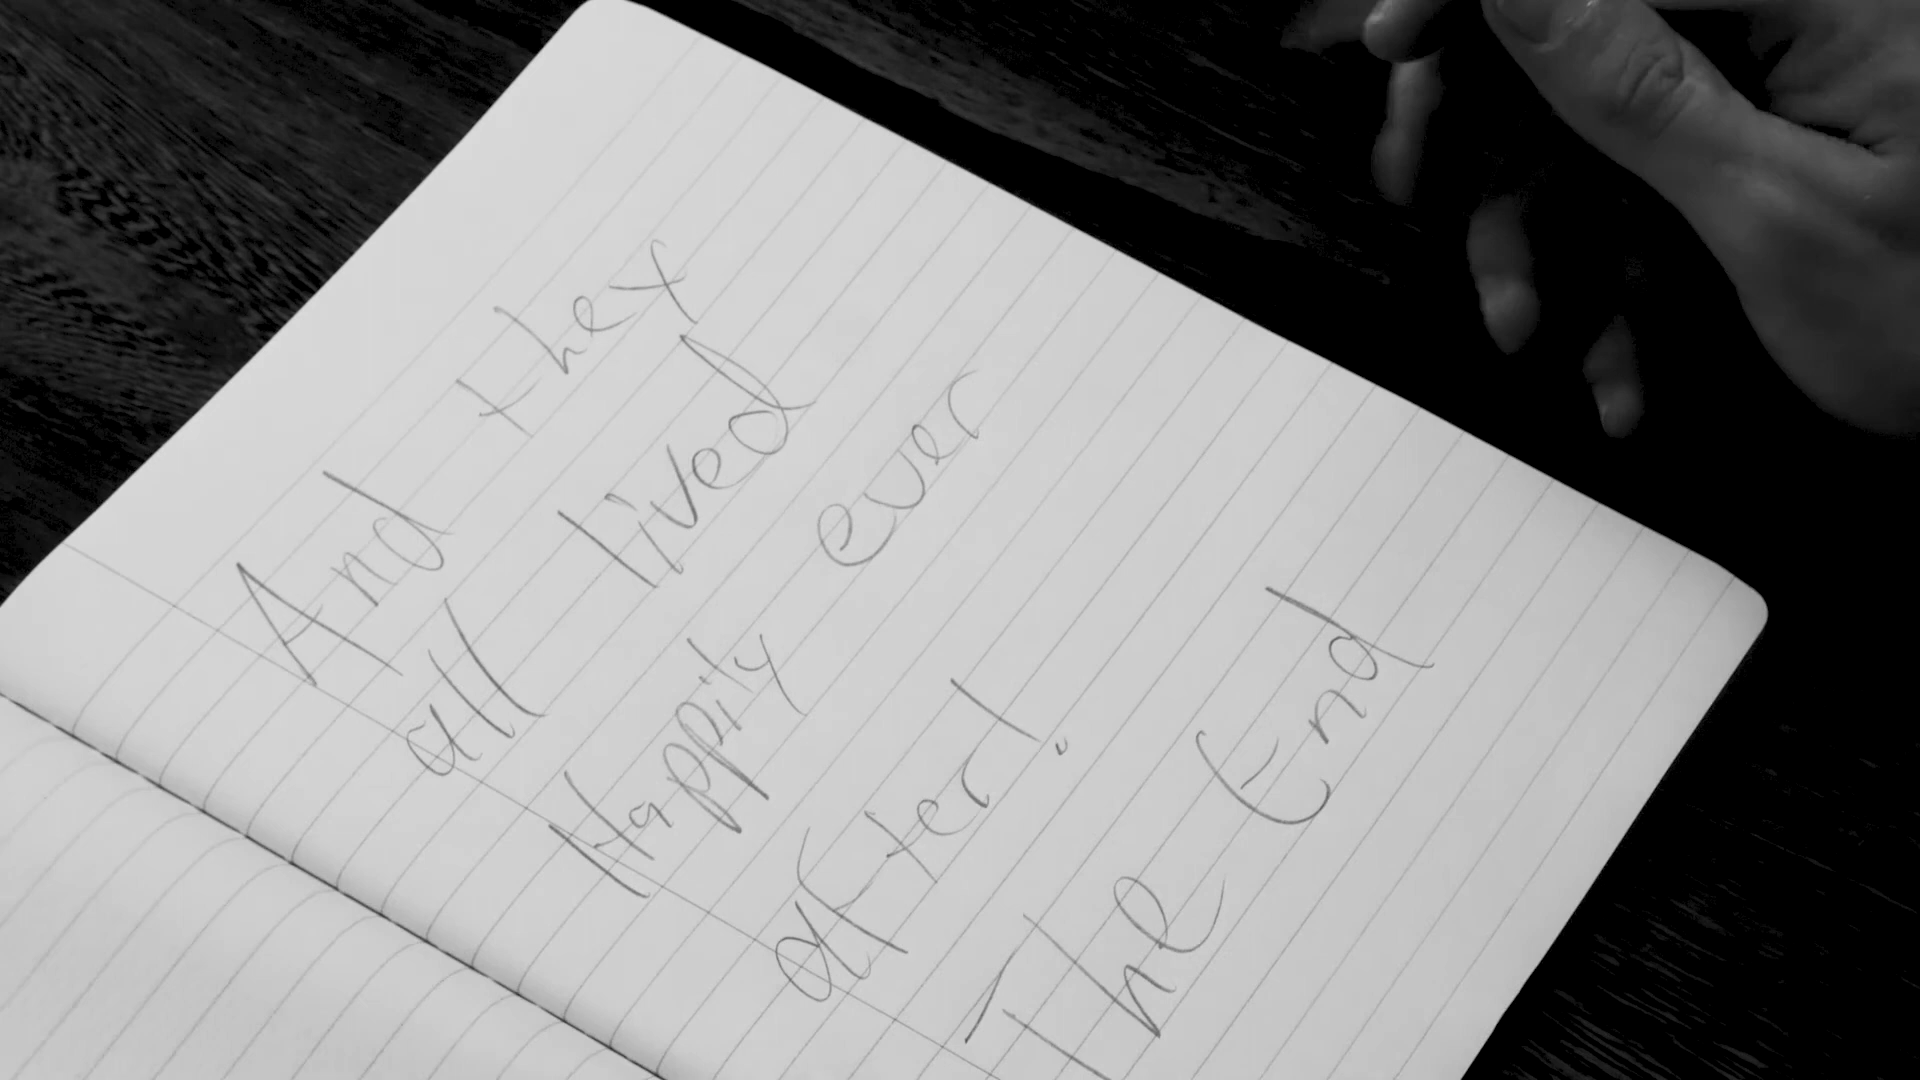 And they
all lived
Happily ever
after!
The End